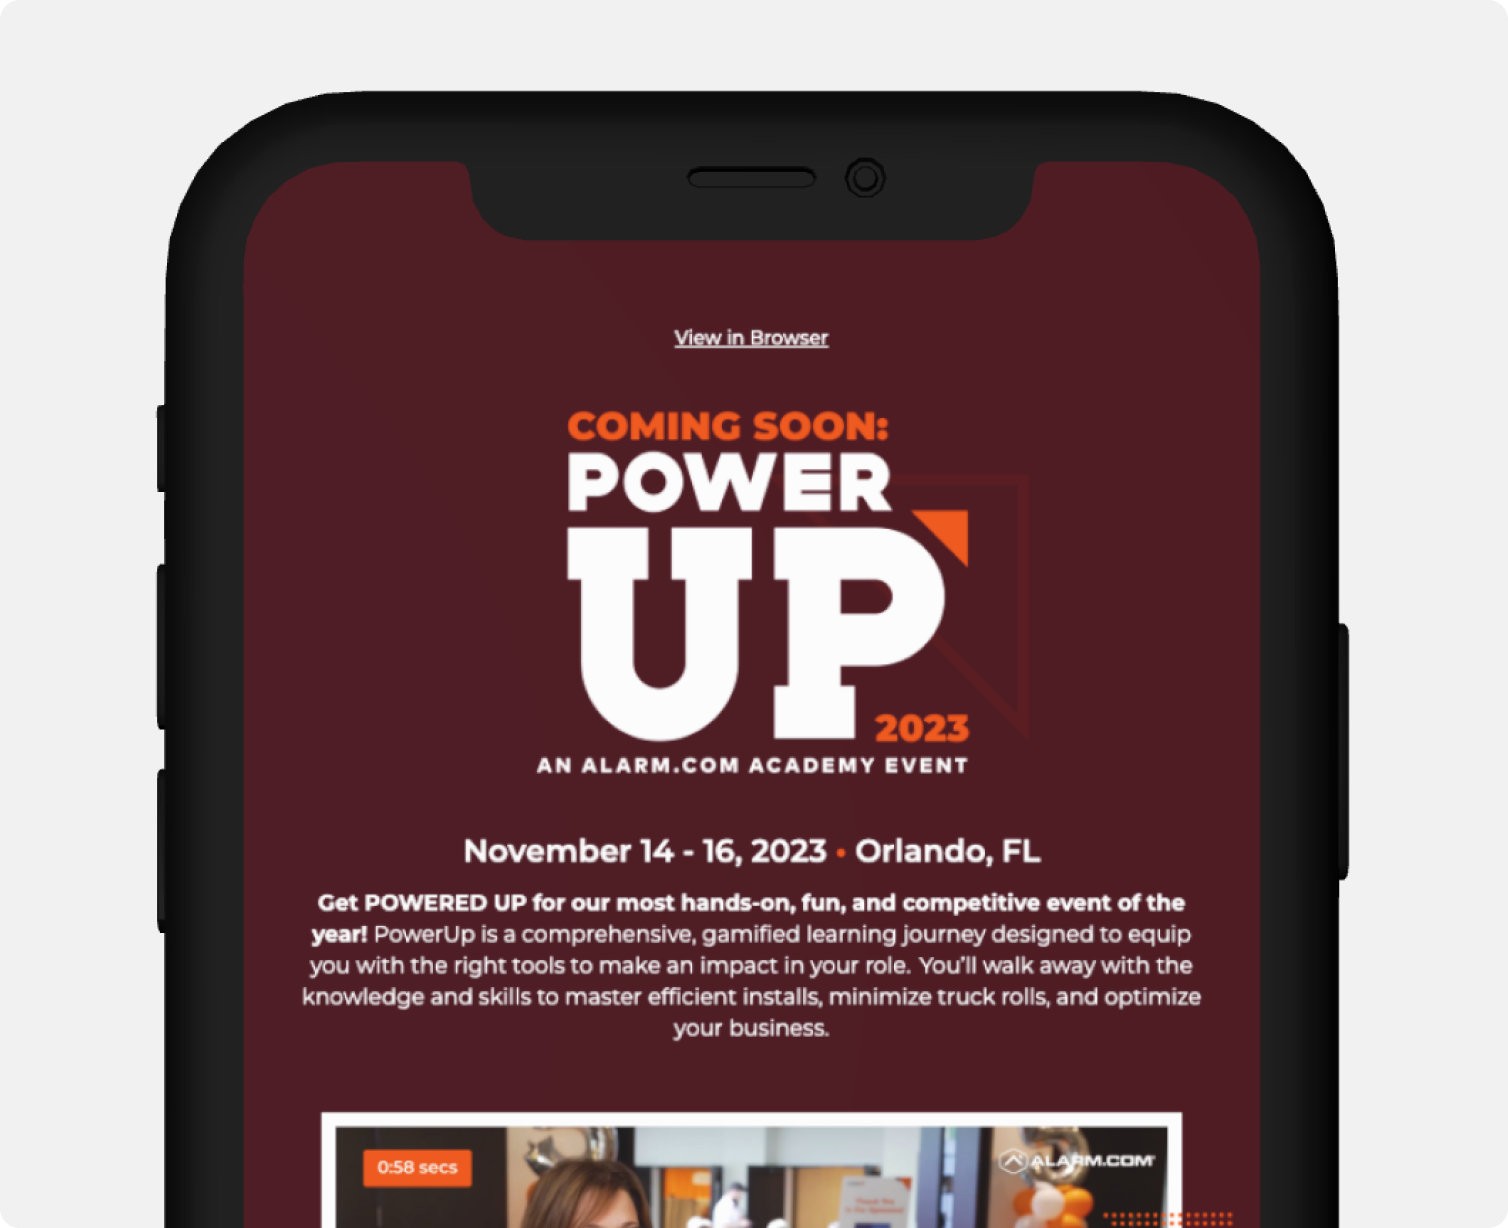 View in Browser
COMING SOON:
POWER
UP
2023
AN ALARM.COM ACADEMY EVENT
November 14 - 16, 2023 • Orlando, FL
Get POWERED UP for our most hands-on, fun, and competitive event of the
year! PowerUp is a comprehensive, gamified learning journey designed to equip
you with the right tools to make an impact in your role. You’ll walk away with the
knowledge and skills to master efficient installs, minimize truck rolls, and optimize
your business.
0:58 secs
ALARM.COM